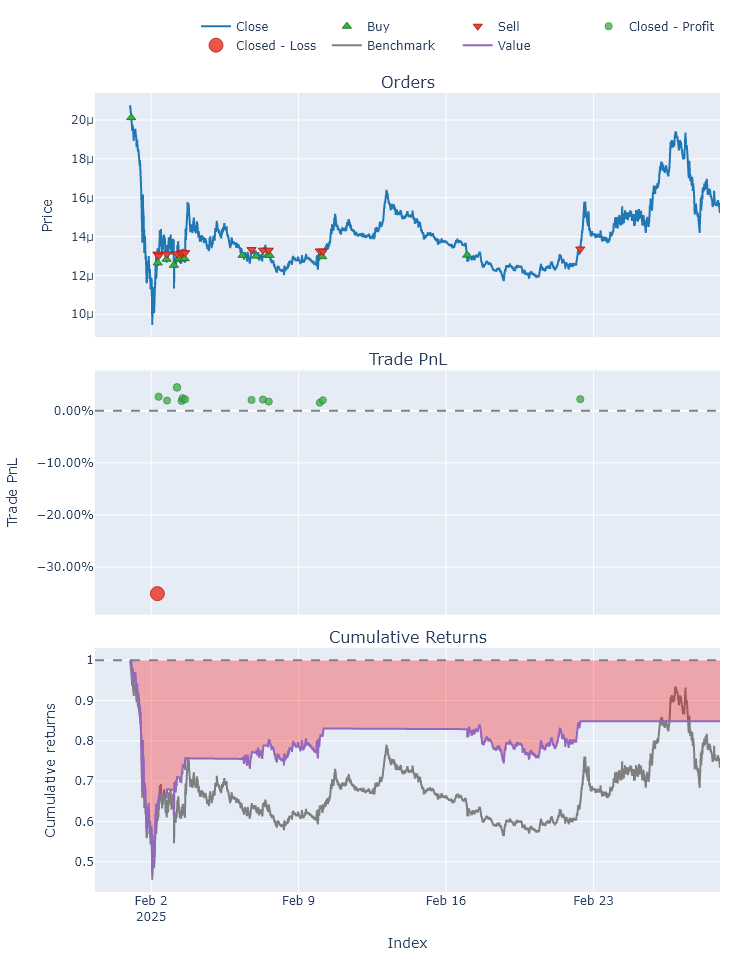 Close Buy Sell Closed - Profit
Closed - Loss Benchmark Value
Orders
20μ
18μ
16μ
14μ
12μ
10μ
Price
Trade PnL
0.00%
−10.00%
−20.00%
−30.00%
Trade PnL
Cumulative Returns
1
0.9
0.8
0.7
0.6
0.5
Cumulative returns
Feb 2 Feb 9 Feb 16 Feb 23
2025
Index